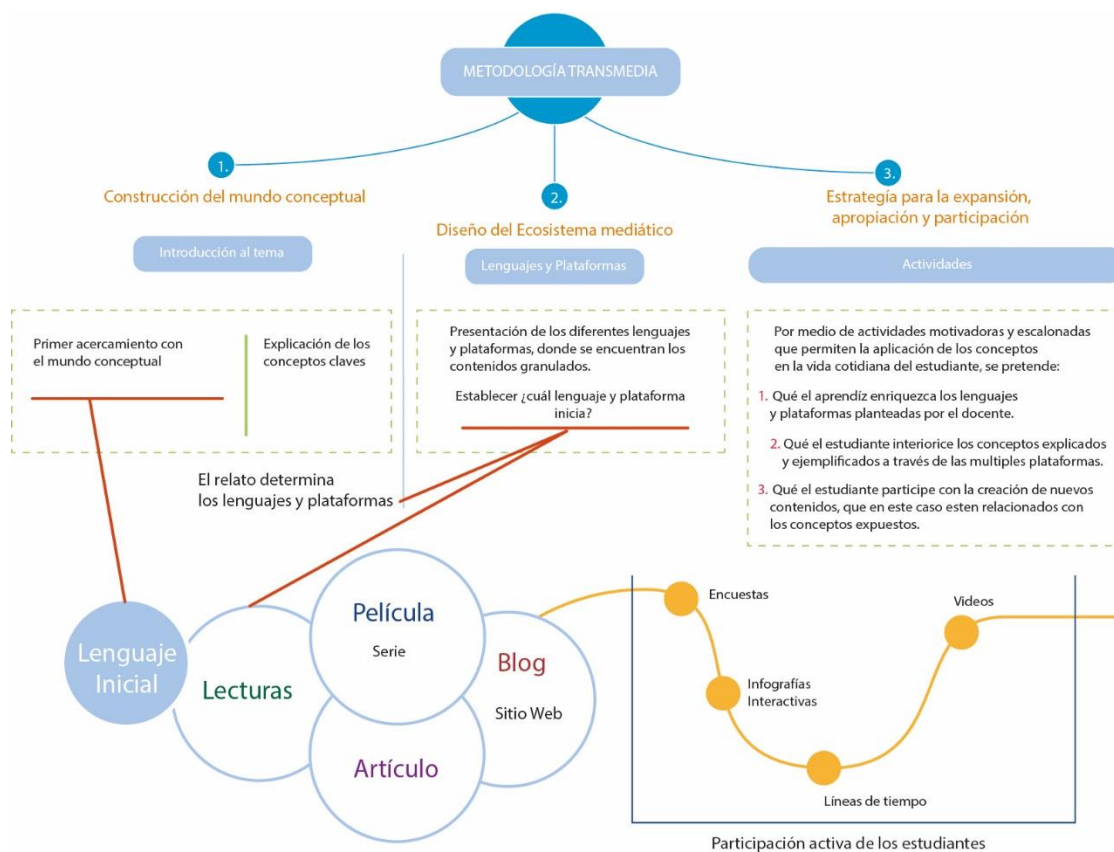 METODOLOGÍA TRANSMEDIA
1.
Construcción del mundo conceptual
Introducción al tema
Primer acercamiento con
el mundo conceptual
Explicación de los
conceptos claves
2.
Diseño del Ecosistema mediático
Lenguajes y Plataformas
Presentación de los diferentes lenguajes
y plataformas, donde se encuentran los
contenidos granulados.
Establecer ¿cuál lenguaje y plataforma
inicia?
3.
Estrategía para la expansión,
apropiación y participación
Actividades
Por medio de actividades motivadoras y escalonadas
que permiten la aplicación de los conceptos
en la vida cotidiana del estudiante, se pretende:
1. Qué el aprendíz enriquezca los lenguajes
y plataformas planteadas por el docente.
2. Qué el estudiante interiorice los conceptos explicados
y ejemplificados a través de las multiples plataformas.
3. Qué el estudiante participe con la creación de nuevos
contenidos, que en este caso esten relacionados con
los conceptos expuestos.
El relato determina
los lenguajes y plataformas
Lenguaje
Inicial
Lecturas
Película
Serie
Artículo
Blog
Sitio Web
Encuestas
Infografías
Interactivas
Líneas de tiempo
Videos
Participación activa de los estudiantes